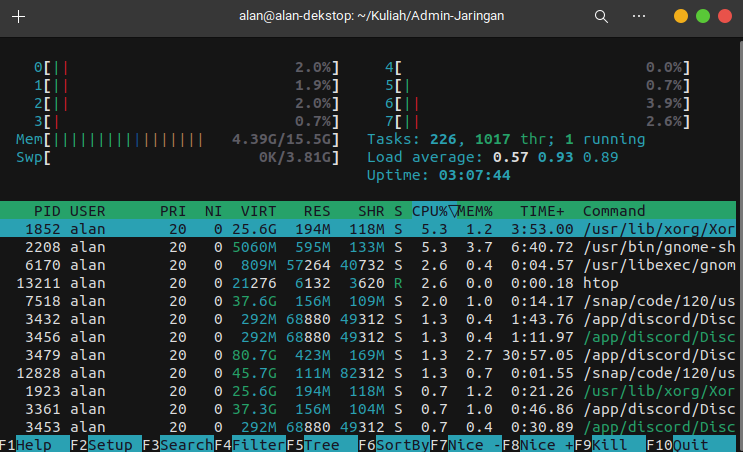 alan@alan-dekstop: ~/Kuliah/Admin-Jaringan
0[|| 2.0%] 4[ 0.0%]
1[|| 1.9%] 5[| 0.7%]
2[|| 2.0%] 6[|| 3.9%]
3[| 0.7%] 7[|| 2.6%]
Mem[||||||||||||||||| 4.39G/15.5G] Tasks: 226, 1017 thr; 1 running
Swp[ 0K/3.81G] Load average: 0.57 0.93 0.89
Uptime: 03:07:44
PID USER PRI NI VIRT RES SHR S CPU%▽MEM% TIME+ Command
1852 alan 20 0 25.6G 194M 118M S 5.3 1.2 3:53.00 /usr/lib/xorg/Xor
2208 alan 20 0 5060M 595M 133M S 5.3 3.7 6:40.72 /usr/bin/gnome-sh
6170 alan 20 0 809M 57264 40732 S 2.6 0.4 0:04.57 /usr/libexec/gnom
13211 alan 20 0 21276 6132 3620 R 2.6 0.0 0:00.18 htop
7518 alan 20 0 37.6G 156M 109M S 2.0 1.0 0:14.17 /snap/code/120/us
3432 alan 20 0 292M 68880 49312 S 1.3 0.4 1:43.76 /app/discord/Disc
3456 alan 20 0 292M 68880 49312 S 1.3 0.4 1:11.97 /app/discord/Disc
3479 alan 20 0 80.7G 423M 169M S 1.3 2.7 30:57.05 /app/discord/Disc
12828 alan 20 0 45.7G 111M 82312 S 1.3 0.7 0:01.55 /snap/code/120/us
1923 alan 20 0 25.6G 194M 118M S 0.7 1.2 0:21.26 /usr/lib/xorg/Xor
3361 alan 20 0 37.3G 156M 104M S 0.7 1.0 0:46.86 /app/discord/Disc
3453 alan 20 0 292M 68880 49312 S 0.7 0.4 0:30.89 /app/discord/Disc
F1Help F2Setup F3SearchF4FilterF5Tree F6SortByF7Nice -F8Nice +F9Kill F10Quit